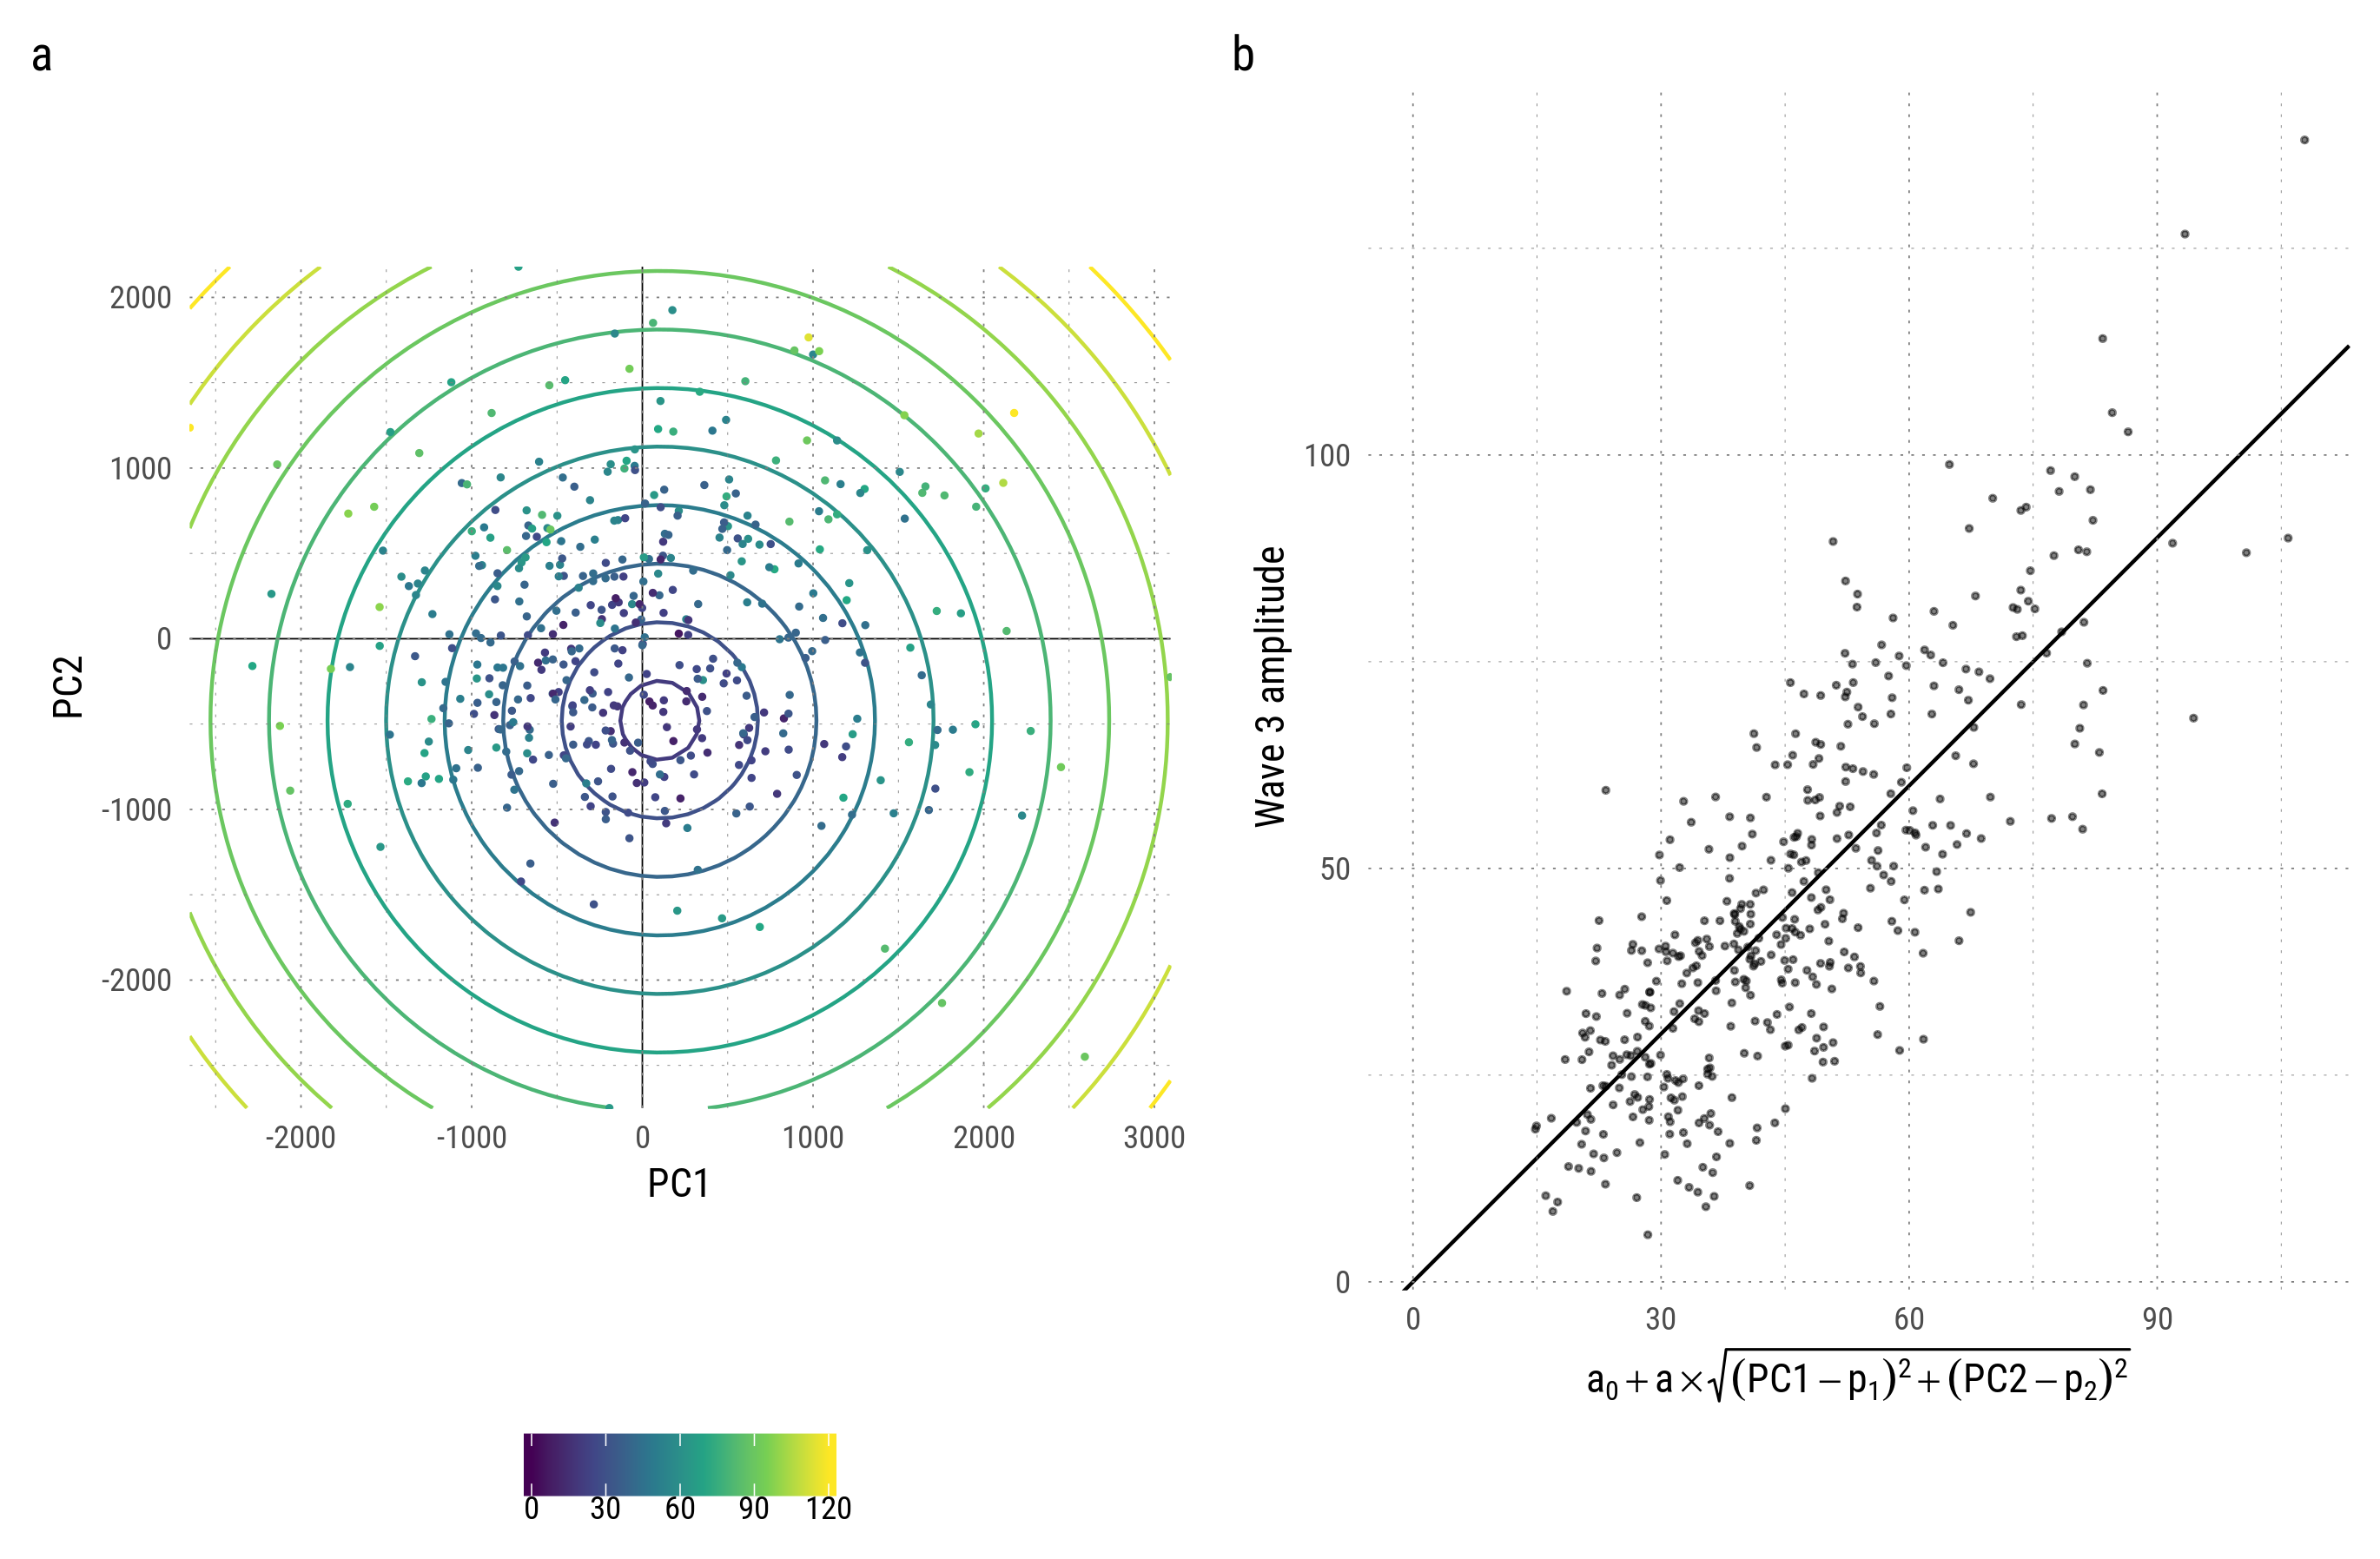 a
PC2
2000
1000
0
-1000
-2000
-2000 -1000 0 1000 2000 3000
PC1
0 30 60 90 120
b
Wave 3 amplitude
100
50
0
0 30 60 90
a₀ + a × √(PC1 − p₁)² + (PC2 − p₂)²